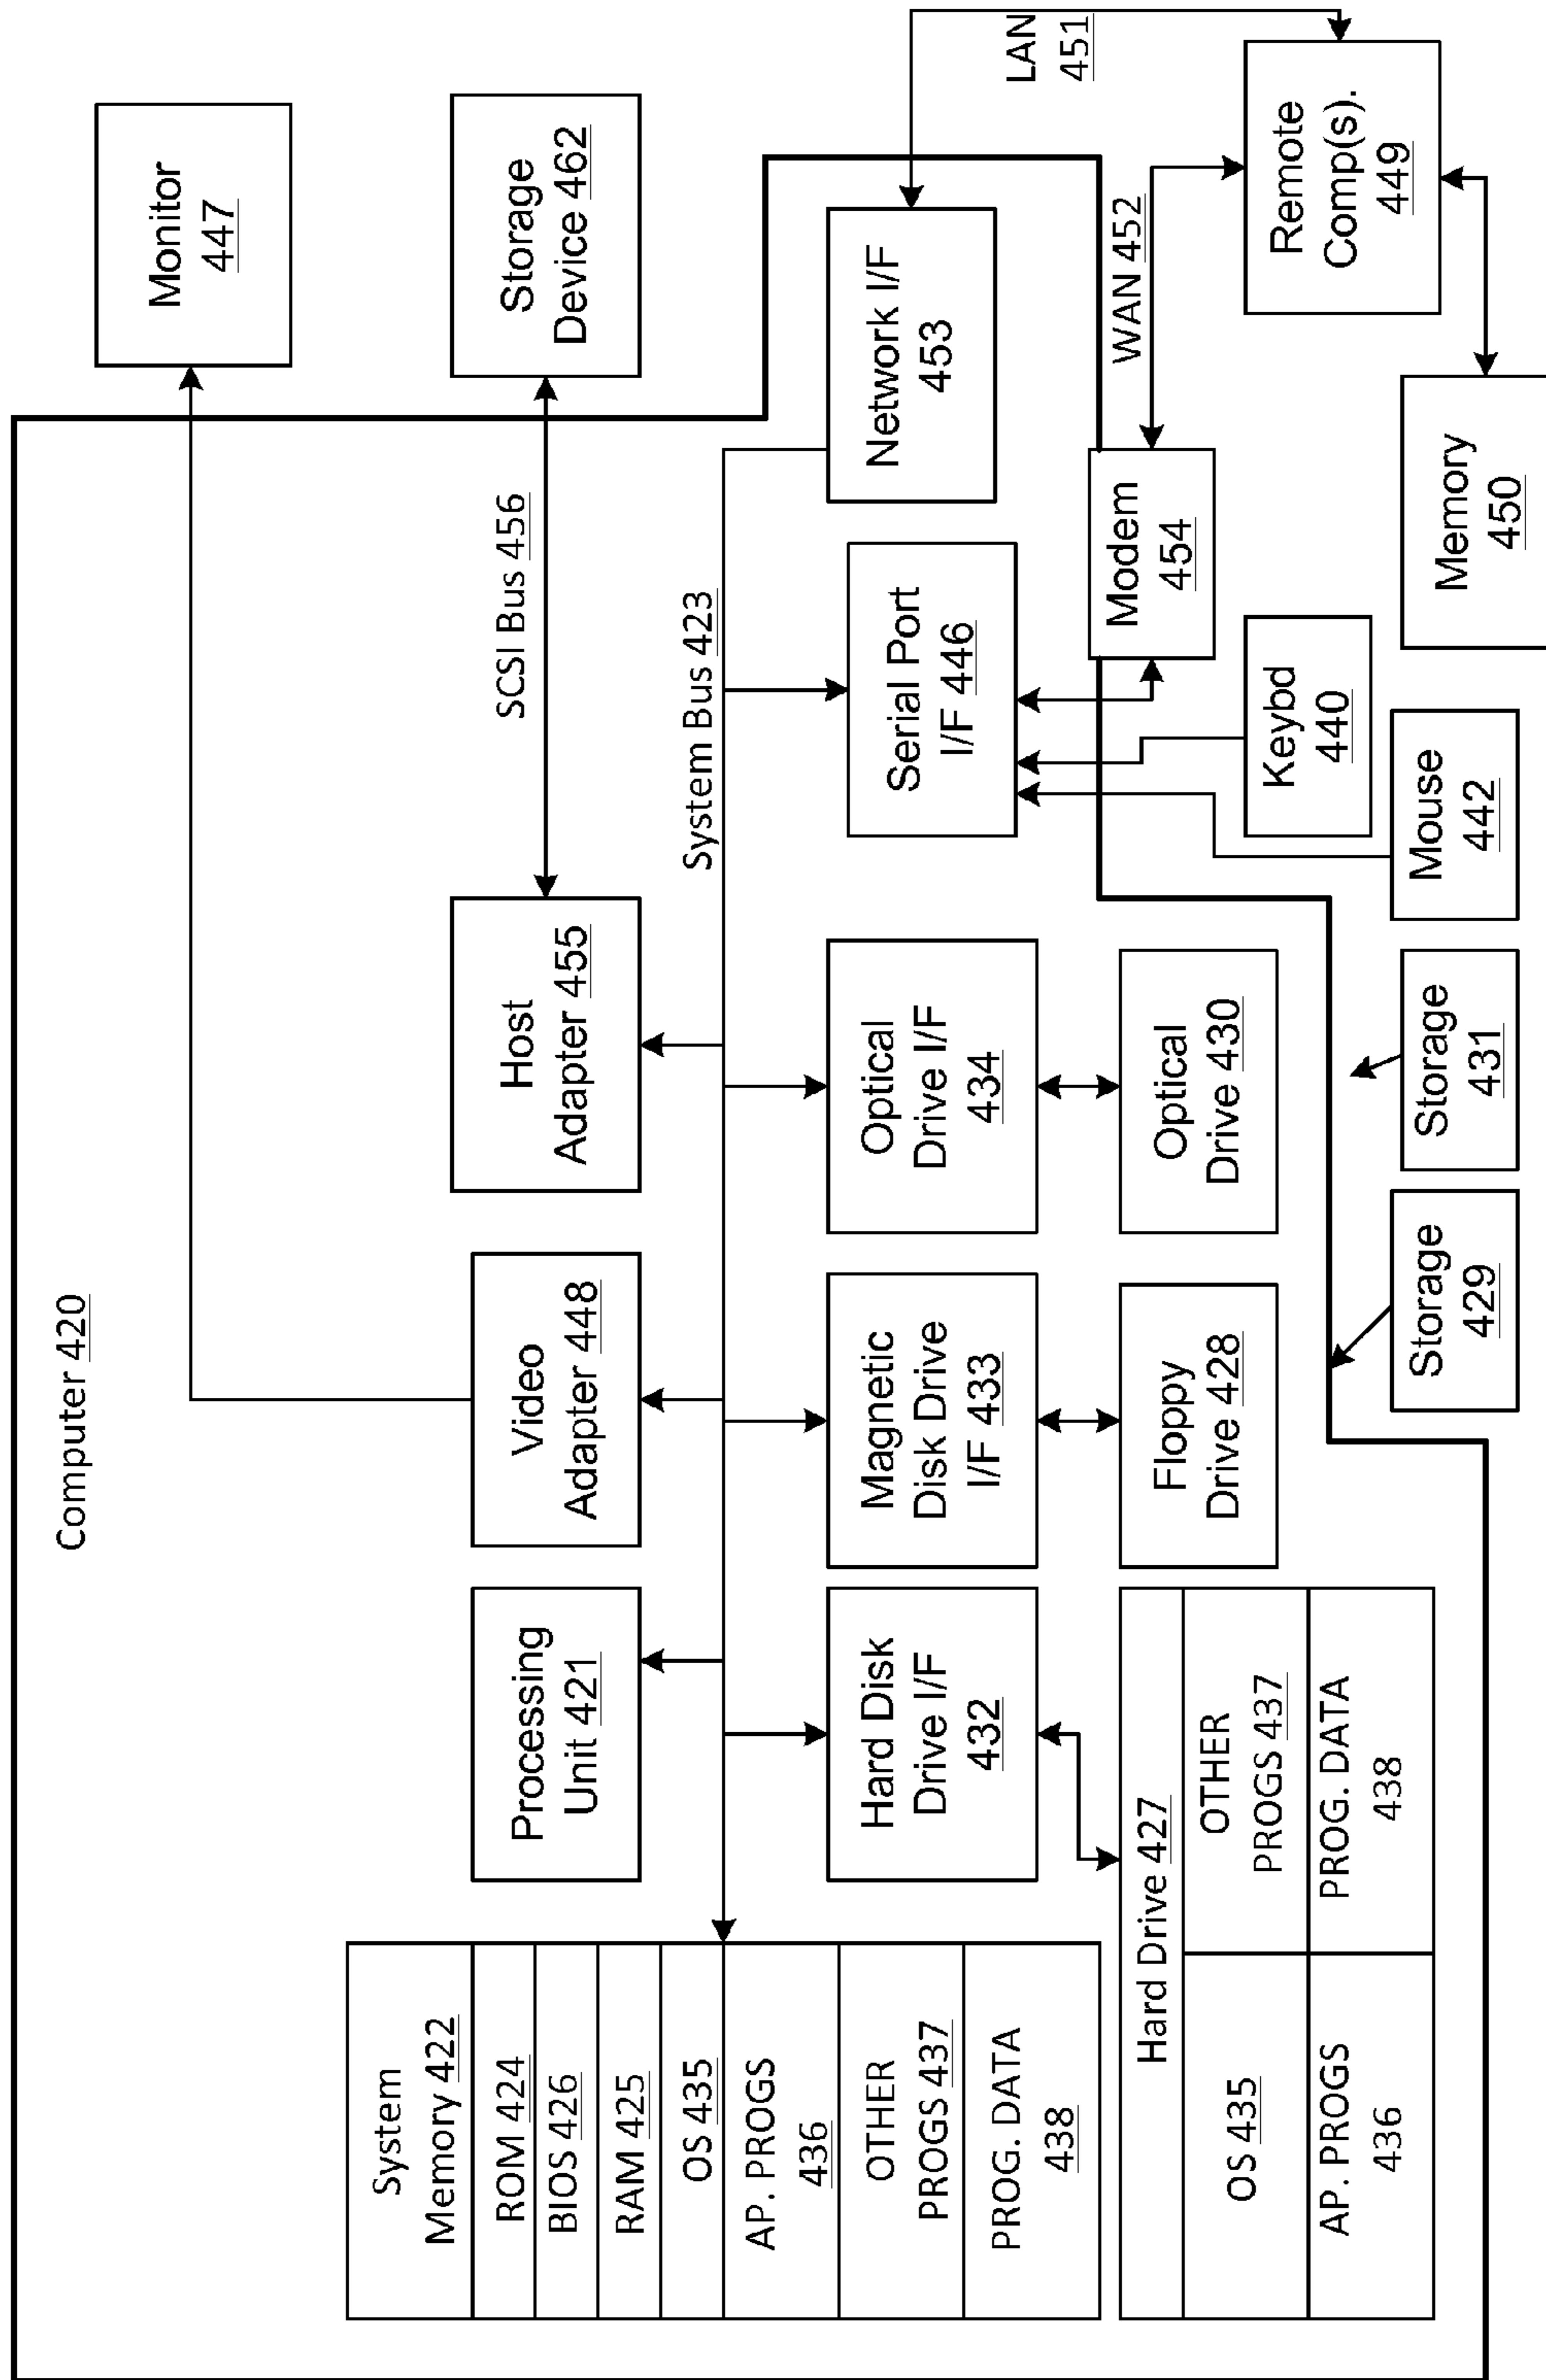 Computer 420
System
Memory 422
ROM 424
BIOS 426
RAM 425
OS 435
AP. PROGS
436
OTHER
PROGS 437
PROG. DATA
438
Processing
Unit 421
Video
Adapter 448
Host
Adapter 455
SCSI Bus 456
Monitor
447
Storage
Device 462
System Bus 423
Hard Disk
Drive I/F
432
Magnetic
Disk Drive
I/F 433
Optical
Drive I/F
434
Serial Port
I/F 446
Network I/F
453
LAN
451
Hard Drive 427
OS 435
OTHER
PROGS 437
AP. PROGS
436
PROG. DATA
438
Floppy
Drive 428
Optical
Drive 430
Modem
454
WAN 452
Remote
Comp(s).
449
Storage
429
Storage
431
Mouse
442
Keybd
440
Memory
450